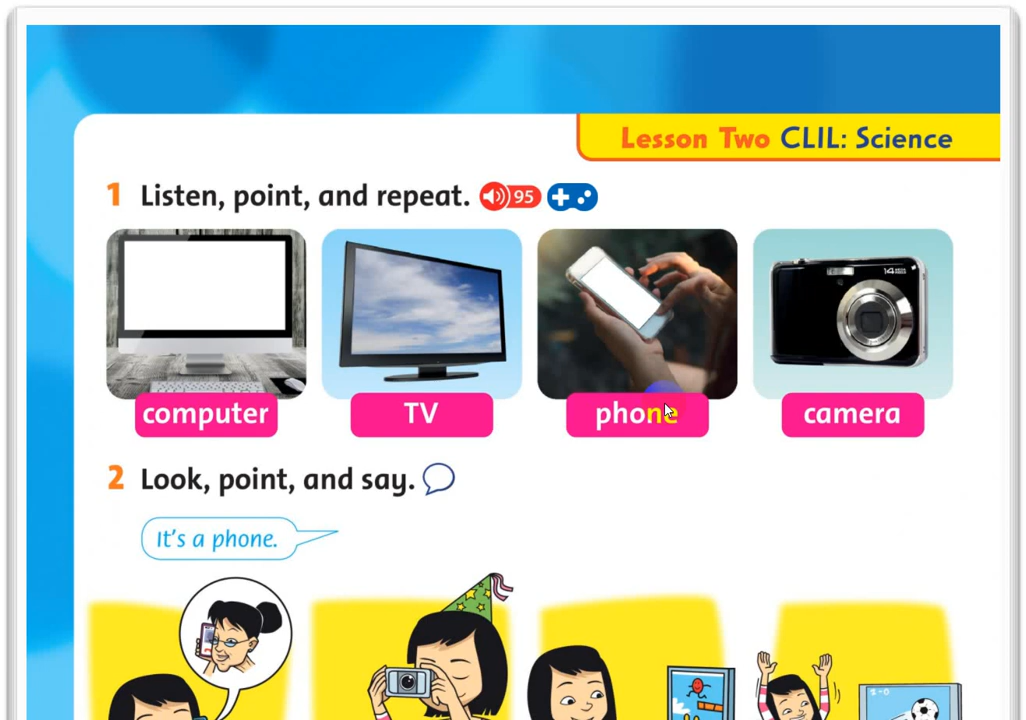 Lesson Two CLIL: Science
1 Listen, point, and repeat. 95
computer TV phone camera
2 Look, point, and say.
It's a phone.